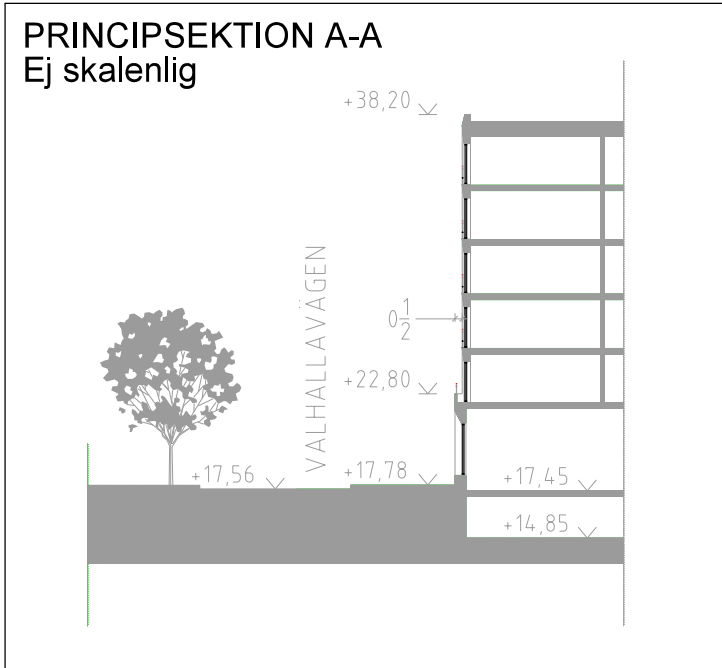 PRINCIPSEKTION A-A
Ej skalenlig
+38,20
VALHALLAVÄGEN
0 1
2
+22,80
+17,56
+17,78
+17,45
+14,85